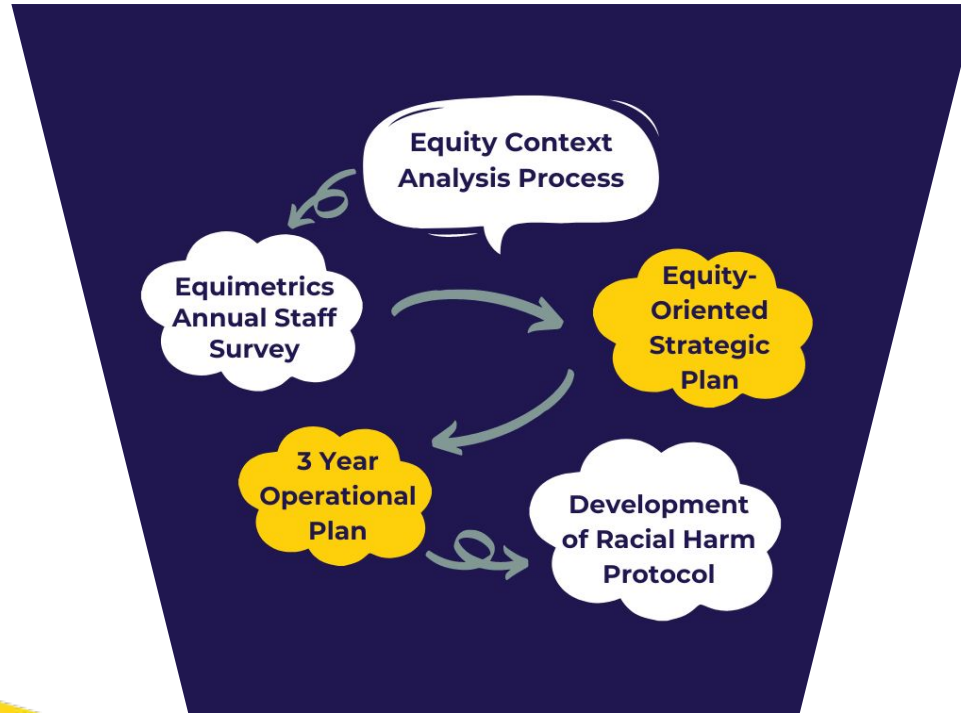 Equity Context
Analysis Process
Equimetrics
Annual Staff
Survey
Equity-
Oriented
Strategic
Plan
3 Year
Operational
Plan
Development
of Racial Harm
Protocol